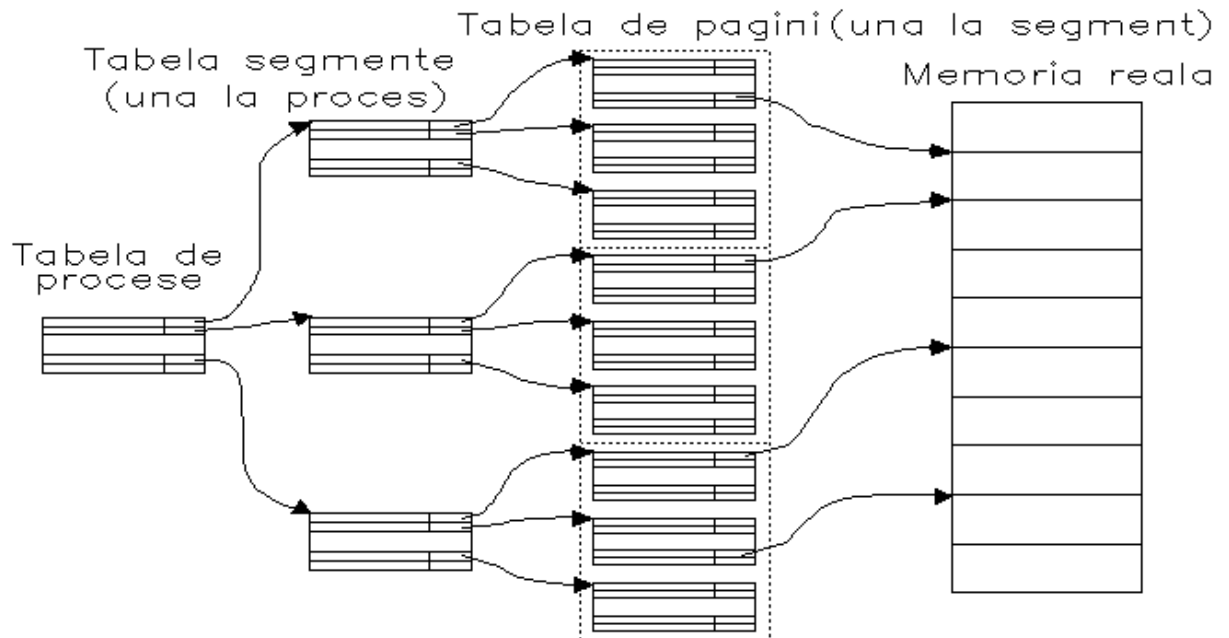 Tabela de pagini(una la segment)
Tabela segmente
(una la proces)
Memoria reala
Tabela de
procese